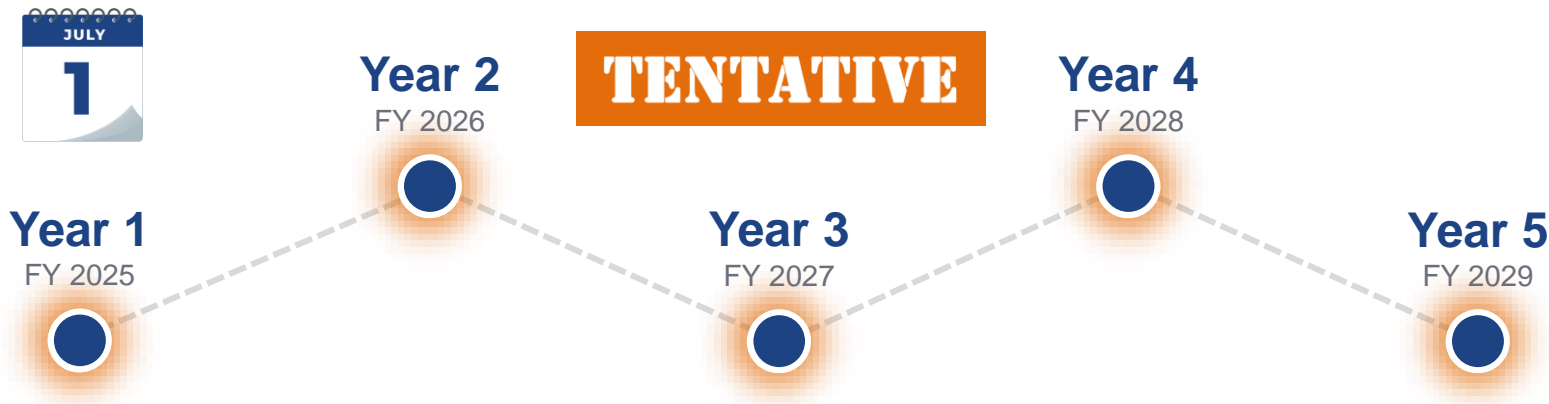 JULY
1
Year 1
FY 2025
Year 2
FY 2026
TENTATIVE
Year 3
FY 2027
Year 4
FY 2028
Year 5
FY 2029